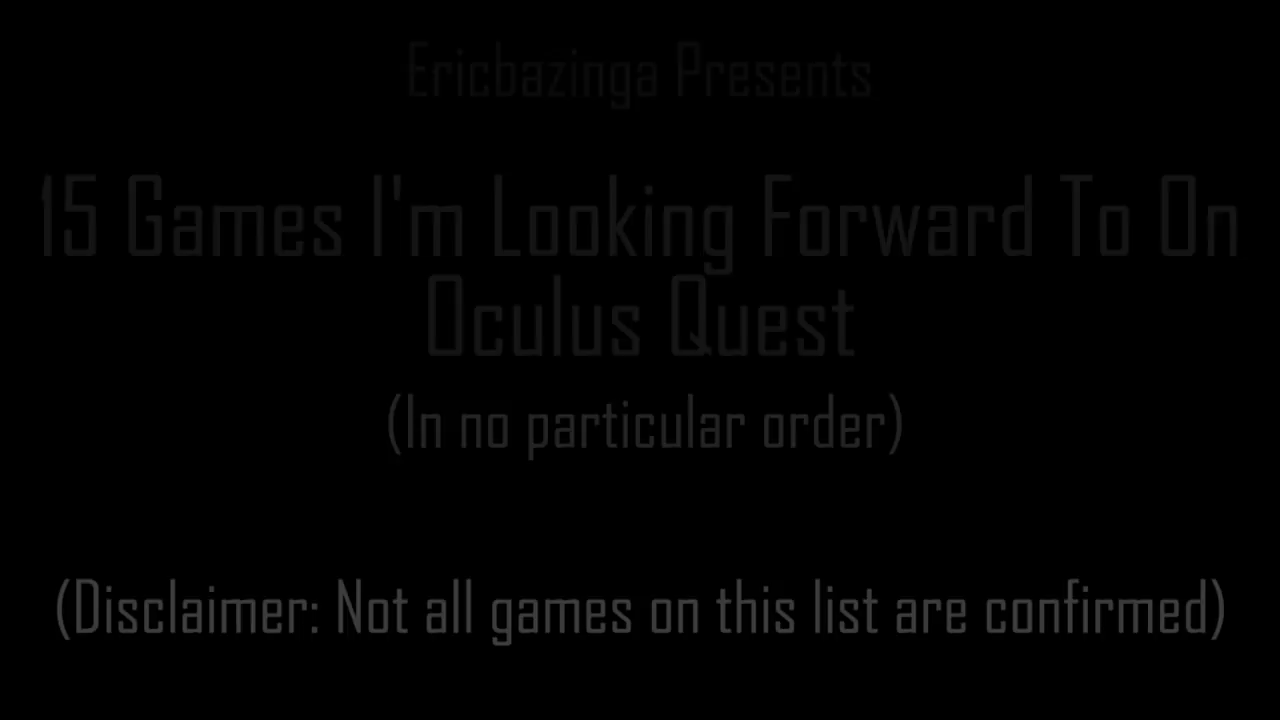 Ericbazinga Presents
15 Games I'm Looking Forward To On
Oculus Quest
(In no particular order)
(Disclaimer: Not all games on this list are confirmed)